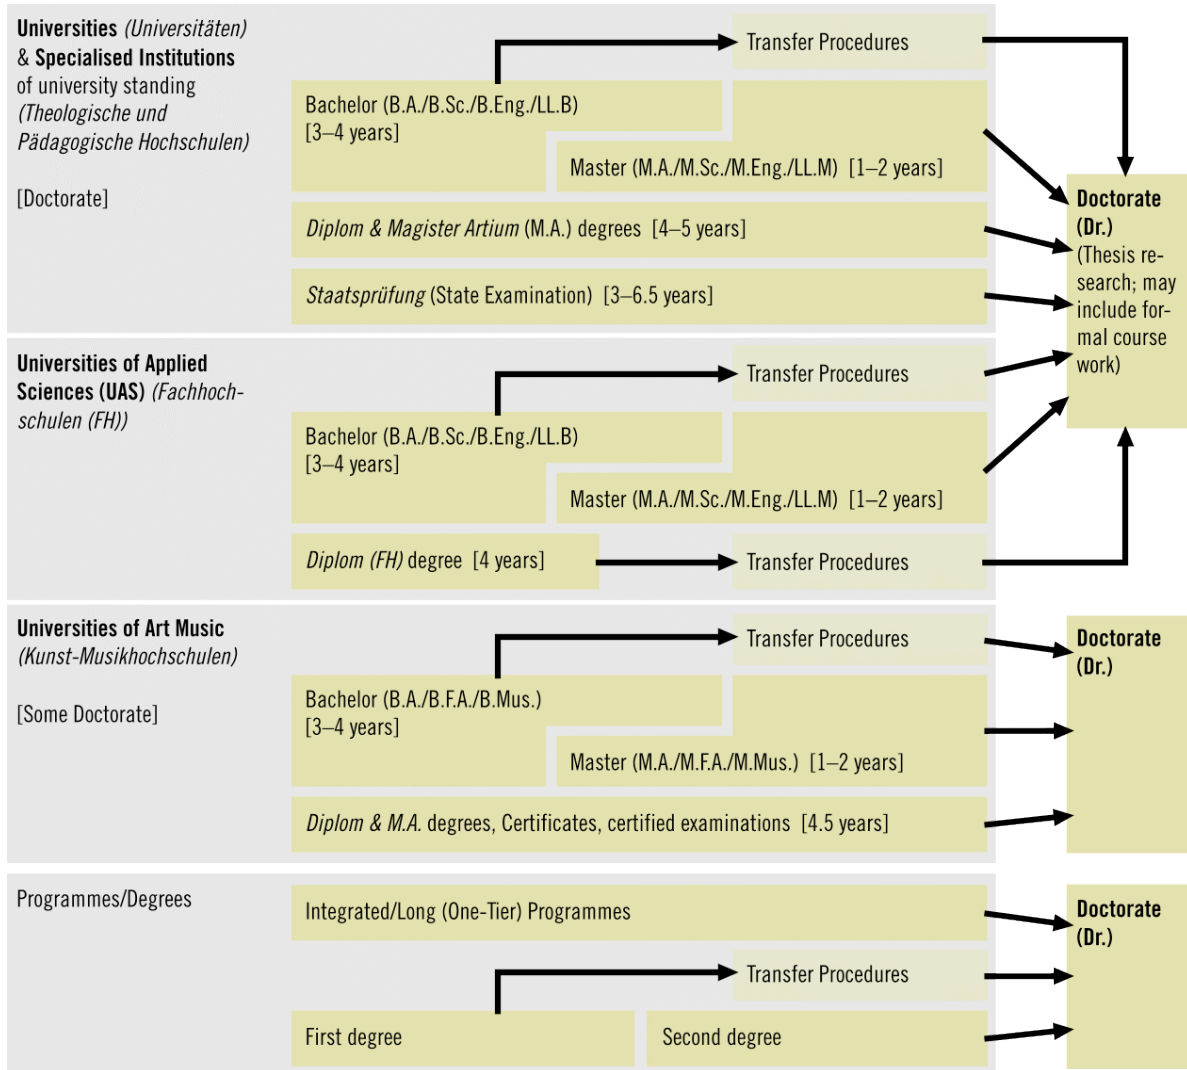 Universities (Universitäten)
& Specialised Institutions
of university standing
(Theologische und
Pädagogische Hochschulen)
[Doctorate]
Transfer Procedures
Bachelor (B.A./B.Sc./B.Eng./LL.B)
[3–4 years]
Master (M.A./M.Sc./M.Eng./LL.M) [1–2 years]
Diplom & Magister Artium (M.A.) degrees [4–5 years]
Staatsprüfung (State Examination) [3–6.5 years]
Doctorate
(Dr.)
(Thesis re-
search; may
include for-
mal course
work)
Universities of Applied
Sciences (UAS) (Fachhoch-
schulen (FH))
Transfer Procedures
Bachelor (B.A./B.Sc./B.Eng./LL.B)
[3–4 years]
Master (M.A./M.Sc./M.Eng./LL.M) [1–2 years]
Diplom (FH) degree [4 years]
Transfer Procedures
Universities of Art Music
(Kunst-Musikhochschulen)
[Some Doctorate]
Transfer Procedures
Bachelor (B.A./B.F.A./B.Mus.)
[3–4 years]
Master (M.A./M.F.A./M.Mus.) [1–2 years]
Diplom & M.A. degrees, Certificates, certified examinations [4.5 years]
Doctorate
(Dr.)
Programmes/Degrees
Integrated/Long (One-Tier) Programmes
Transfer Procedures
First degree
Second degree
Doctorate
(Dr.)